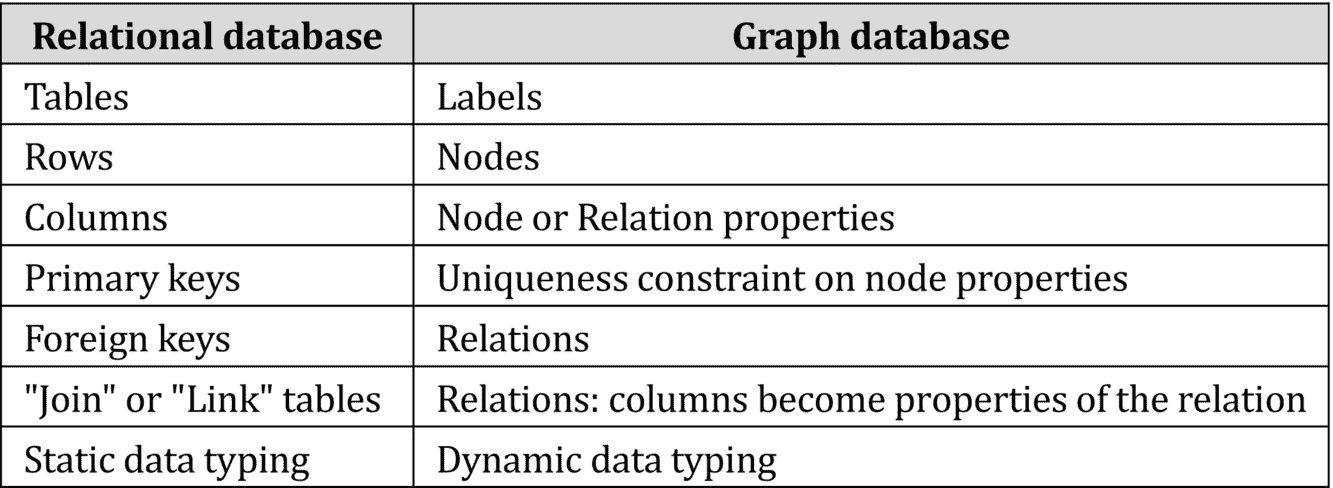 Relational database Graph database
Tables Labels
Rows Nodes
Columns Node or Relation properties
Primary keys Uniqueness constraint on node properties
Foreign keys Relations
"Join" or "Link" tables Relations: columns become properties of the relation
Static data typing Dynamic data typing